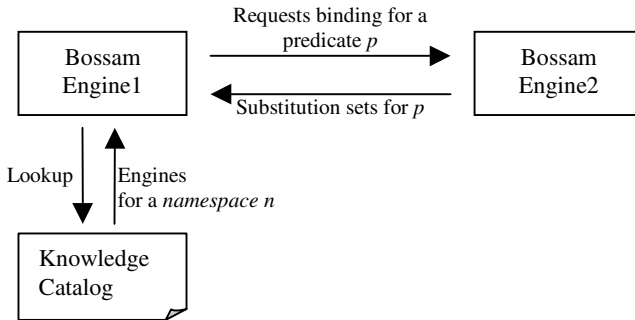 Requests binding for a
predicate p
Bossam
Engine1
Bossam
Engine2
Substitution sets for p
Lookup
Engines
for a namespace n
Knowledge
Catalog